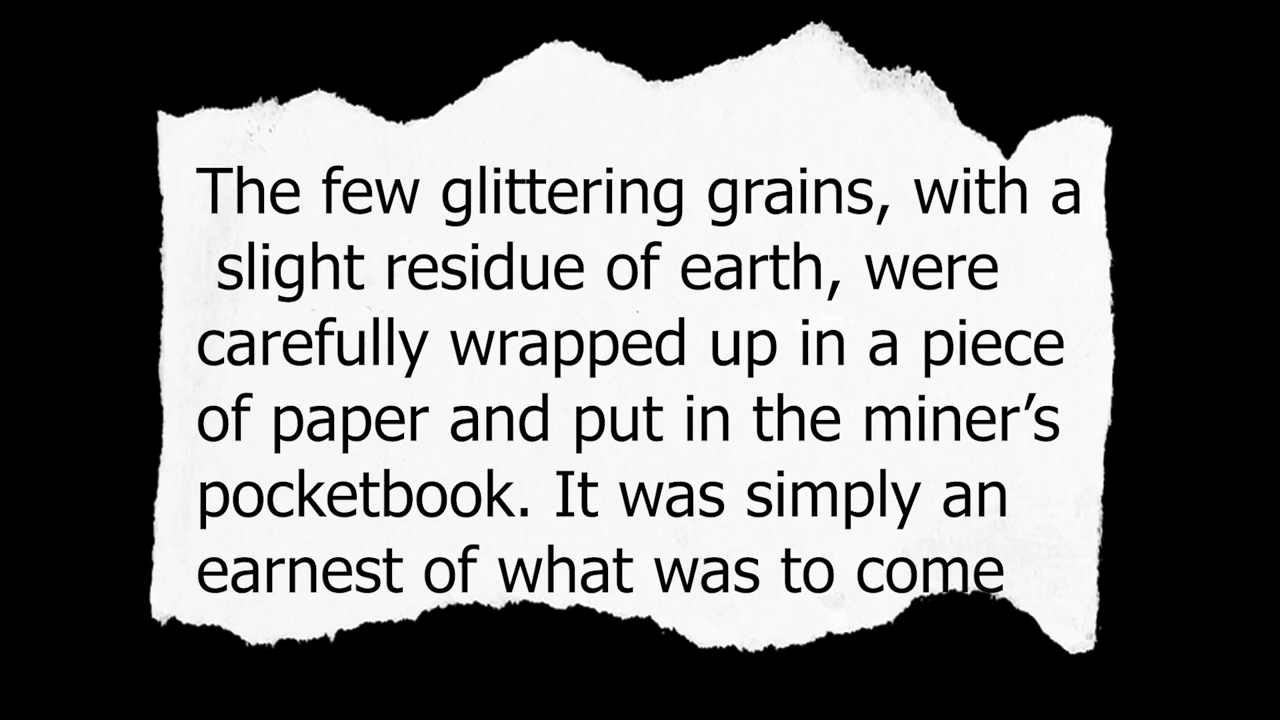 The few glittering grains, with a
slight residue of earth, were
carefully wrapped up in a piece
of paper and put in the miner’s
pocketbook. It was simply an
earnest of what was to come